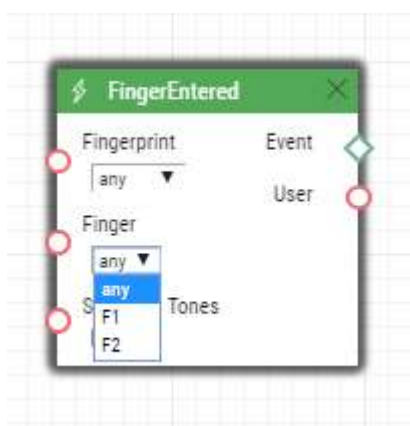 FingerEntered
Fingerprint Event
any
User
Finger
any
any
Tones
F1
F2